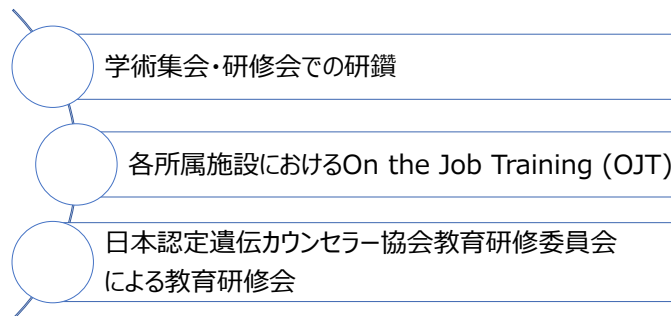 学術集会・研修会での研鑽
各所属施設におけるOn the Job Training (OJT)
日本認定遺伝カウンセラー協会教育研修委員会
による教育研修会